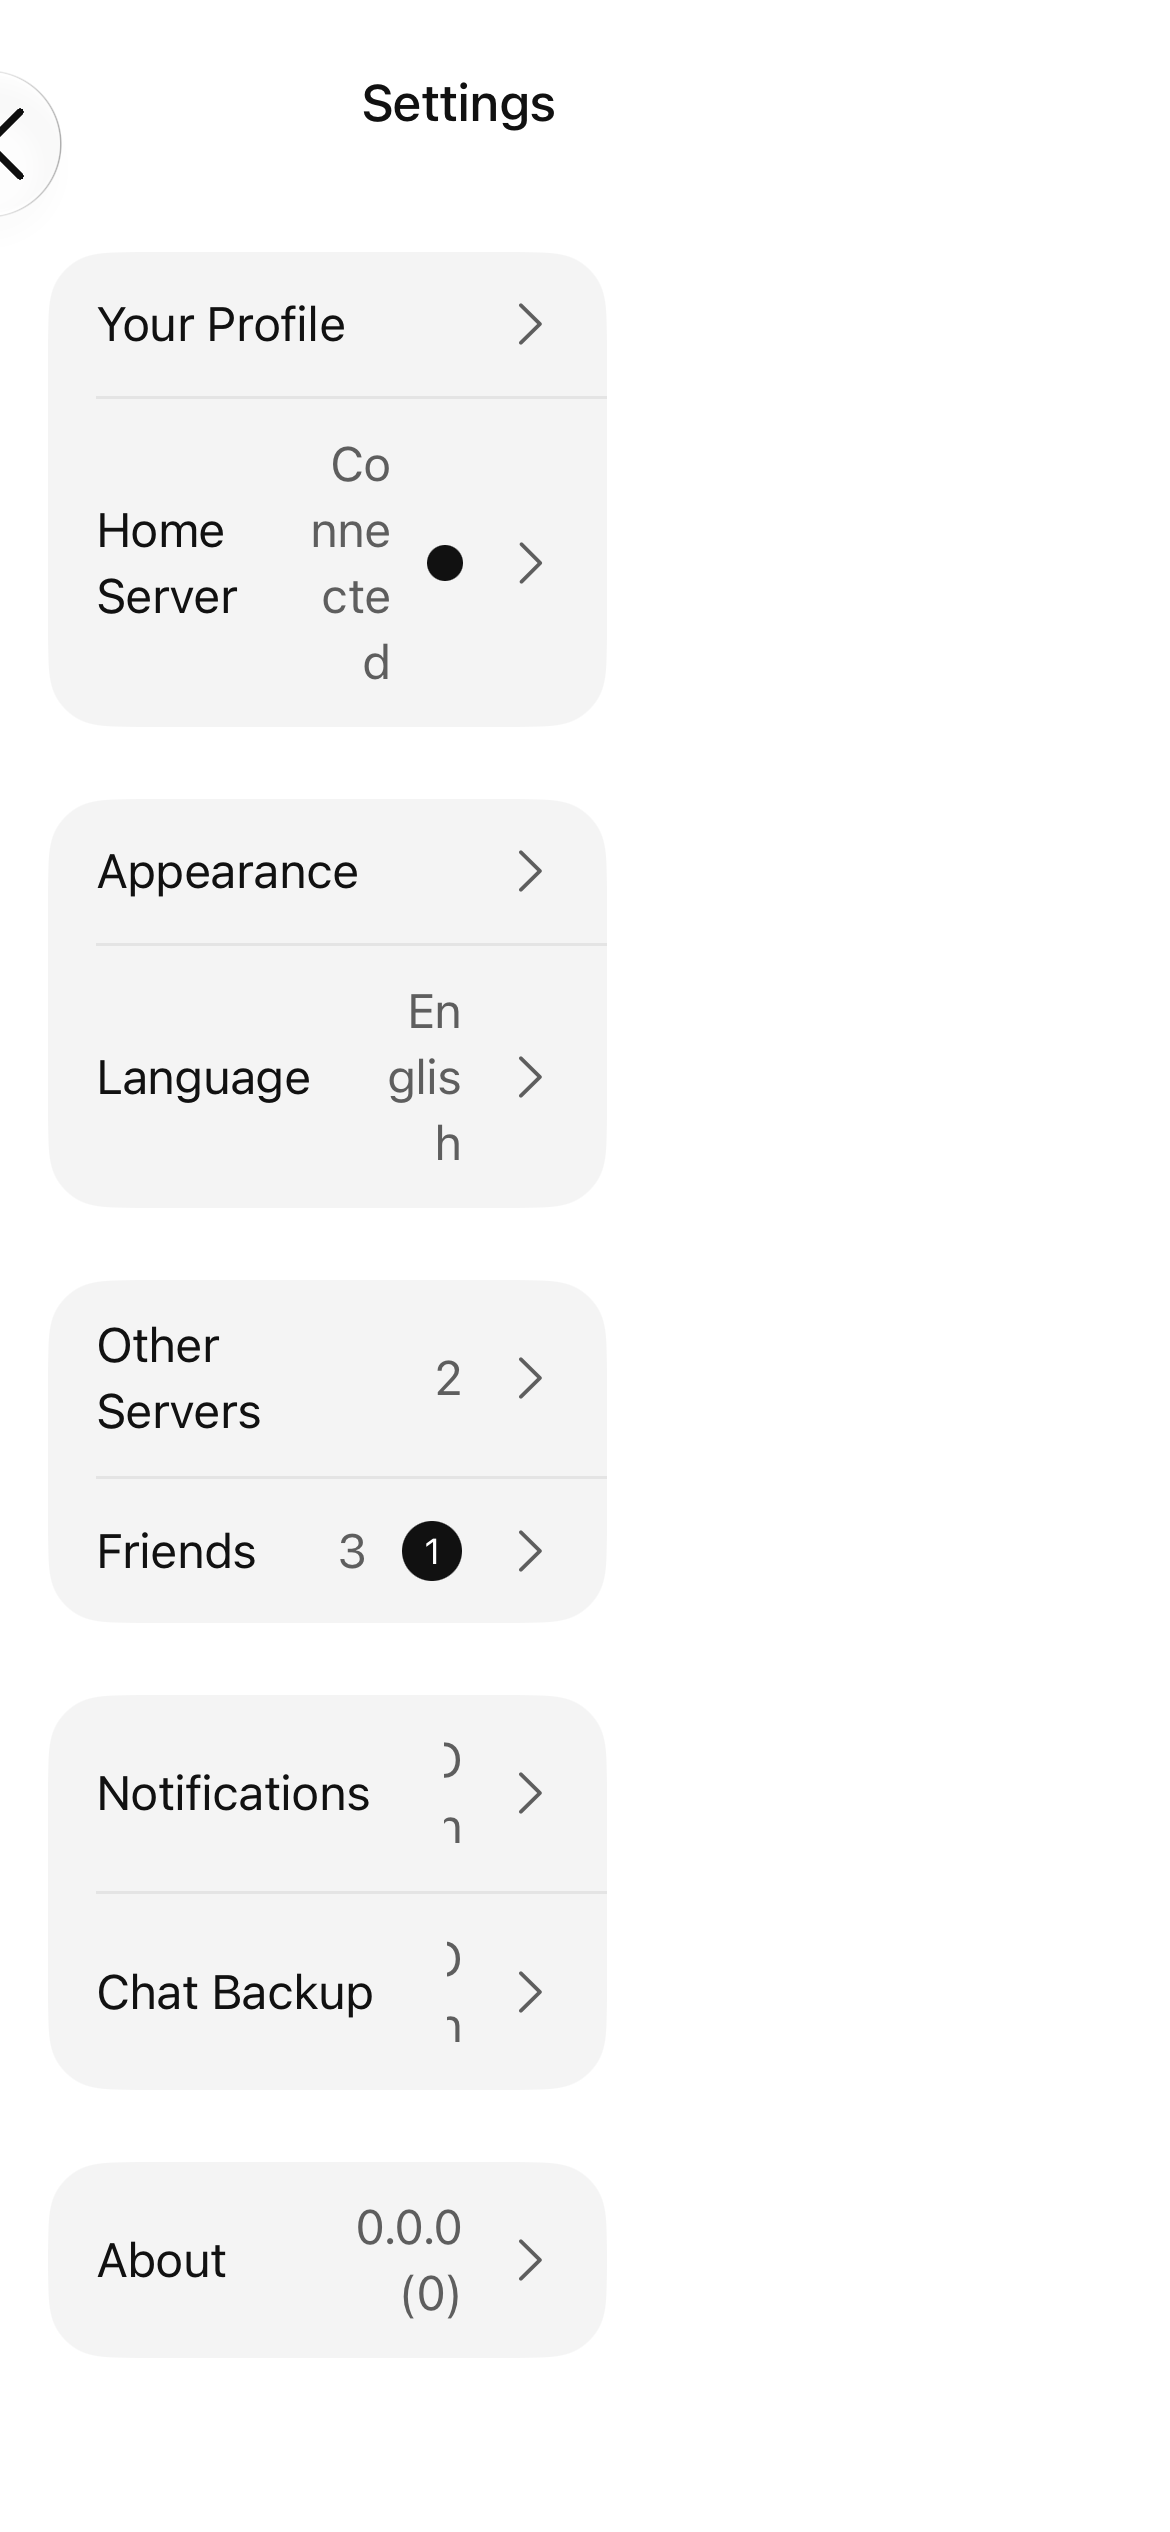 Settings
Your Profile
Home
Server
Co
nne
cte
d
Appearance
Language
En
glis
h
Other
Servers
2
Friends
3
1
Notifications
Chat Backup
About
0.0.0
(0)